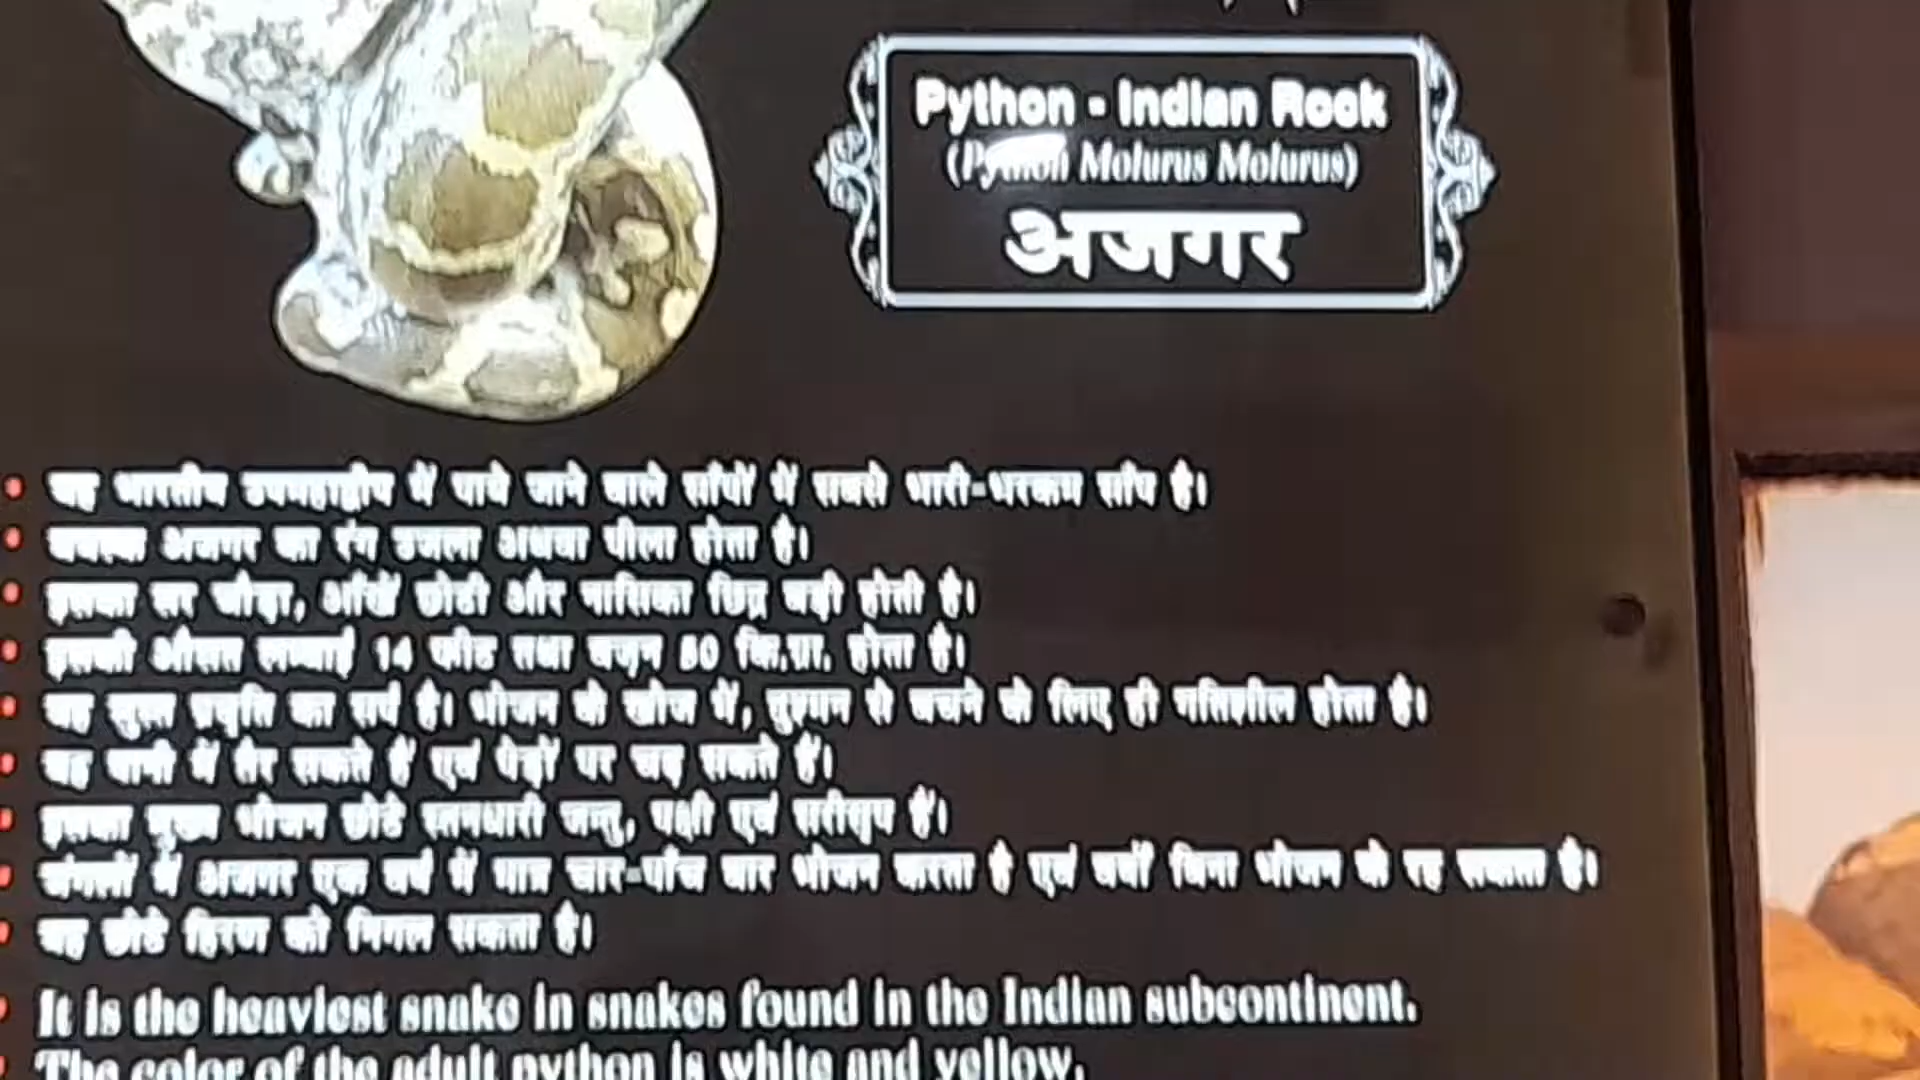 Python - Indian Rock
(Python Molurus Molurus)
अजगर
यह भारतीय उपमहाद्वीप में पाये जाने वाले साँपों में सबसे भारी-भरकम साँप है।
वयस्क अजगर का रंग उजला अथवा पीला होता है।
इसका सर चौड़ा, आँखें छोटी और नासिका छिद्र बड़ी होती है।
इसकी औसत लम्बाई 14 फीट तथा वज़न 50 कि.ग्रा. होता है।
यह सुस्त प्रवृति का सर्प है। भोजन के खोज में, दुश्मन से बचने के लिए ही गतिशील होता है।
यह पानी में तैर सकते हैं एवं पेड़ों पर चढ़ सकते हैं।
इसका मुख्य भोजन छोटे स्तनधारी जन्तु, पक्षी एवं सरीसृप हैं।
जंगलों में अजगर एक वर्ष में मात्र चार-पाँच बार भोजन करता है एवं वर्षों बिना भोजन के रह सकता है।
यह छोटे हिरण को निगल सकता है।
It is the heaviest snake in snakes found in the Indian subcontinent.
The color of the adult python is white and yellow.